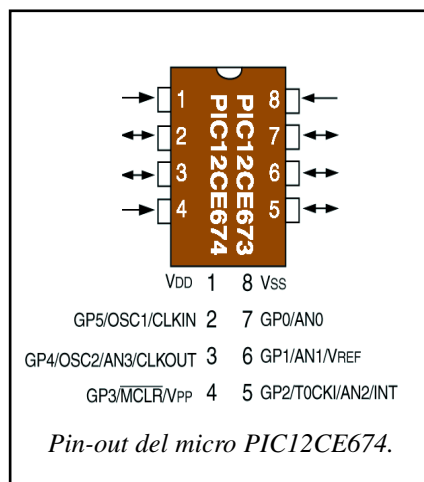 1 8
2 7
3 6
4 5
PIC12CE673
PIC12CE674
VDD 1 8 VSS
GP5/OSC1/CLKIN 2 7 GP0/AN0
GP4/OSC2/AN3/CLKOUT 3 6 GP1/AN1/VREF
GP3/MCLR/VPP 4 5 GP2/T0CKI/AN2/INT
Pin-out del micro PIC12CE674.